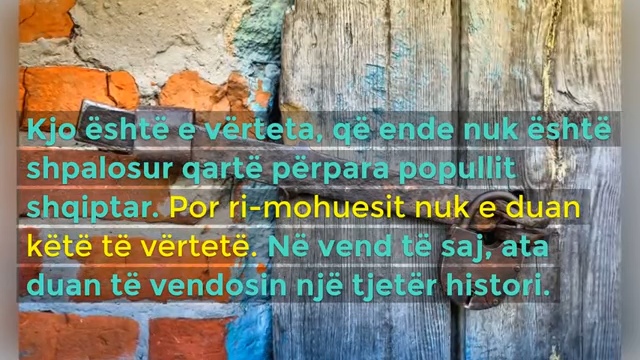 Kjo është e vërteta, që ende nuk është
shpalosur qartë përpara popullit
shqiptar. Por ri-mohuesit nuk e duan
këtë të vërtetë. Në vend të saj, ata
duan të vendosin një tjetër histori.